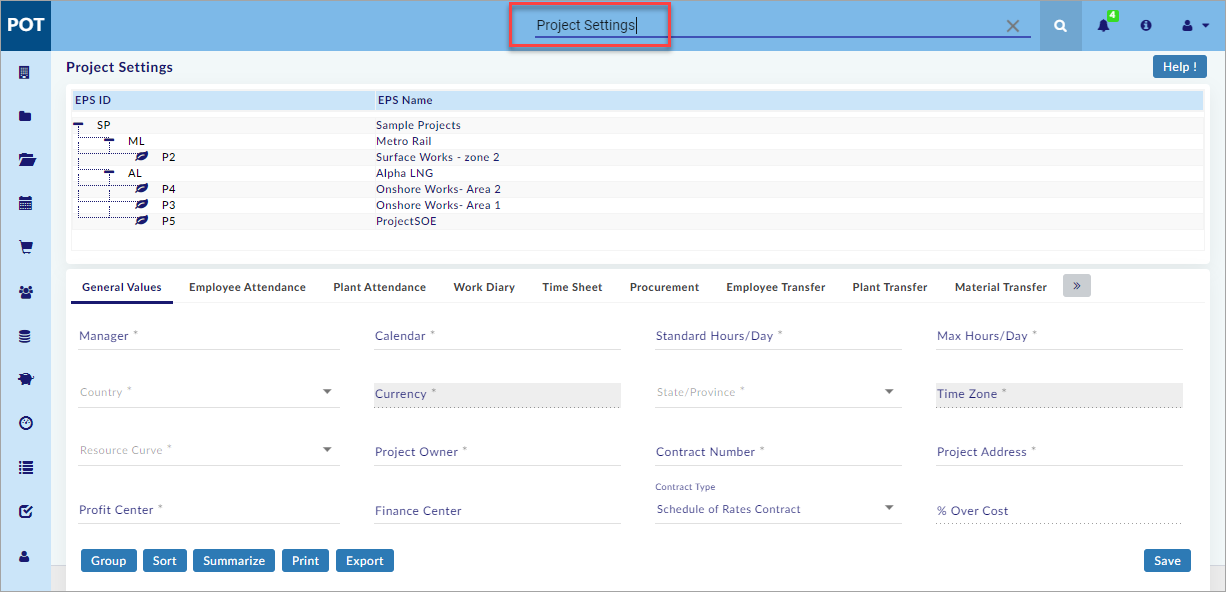 POT Project Settings 4
Project Settings Help !
EPS ID EPS Name
SP Sample Projects
ML Metro Rail
P2 Surface Works - zone 2
AL Alpha LNG
P4 Onshore Works- Area 2
P3 Onshore Works- Area 1
P5 ProjectSOE
General Values Employee Attendance Plant Attendance Work Diary Time Sheet Procurement Employee Transfer Plant Transfer Material Transfer »
Manager * Calendar * Standard Hours/Day * Max Hours/Day *
Country * Currency * State/Province * Time Zone *
Resource Curve * Project Owner * Contract Number * Project Address *
Contract Type
Profit Center * Finance Center Schedule of Rates Contract % Over Cost
Group Sort Summarize Print Export Save